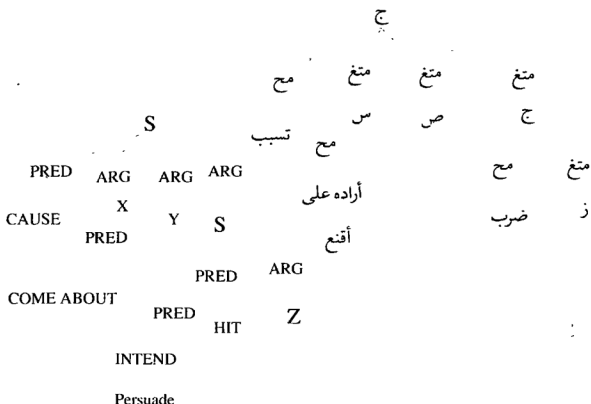 ج
مح متغ متغ متغ
تسبب س ص ج
مح
متغ مح
أراده على
ضرب ز
أقنع
S
PRED ARG ARG ARG
CAUSE X Y S
PRED
PRED ARG
COME ABOUT
PRED HIT Z
INTEND
Persuade